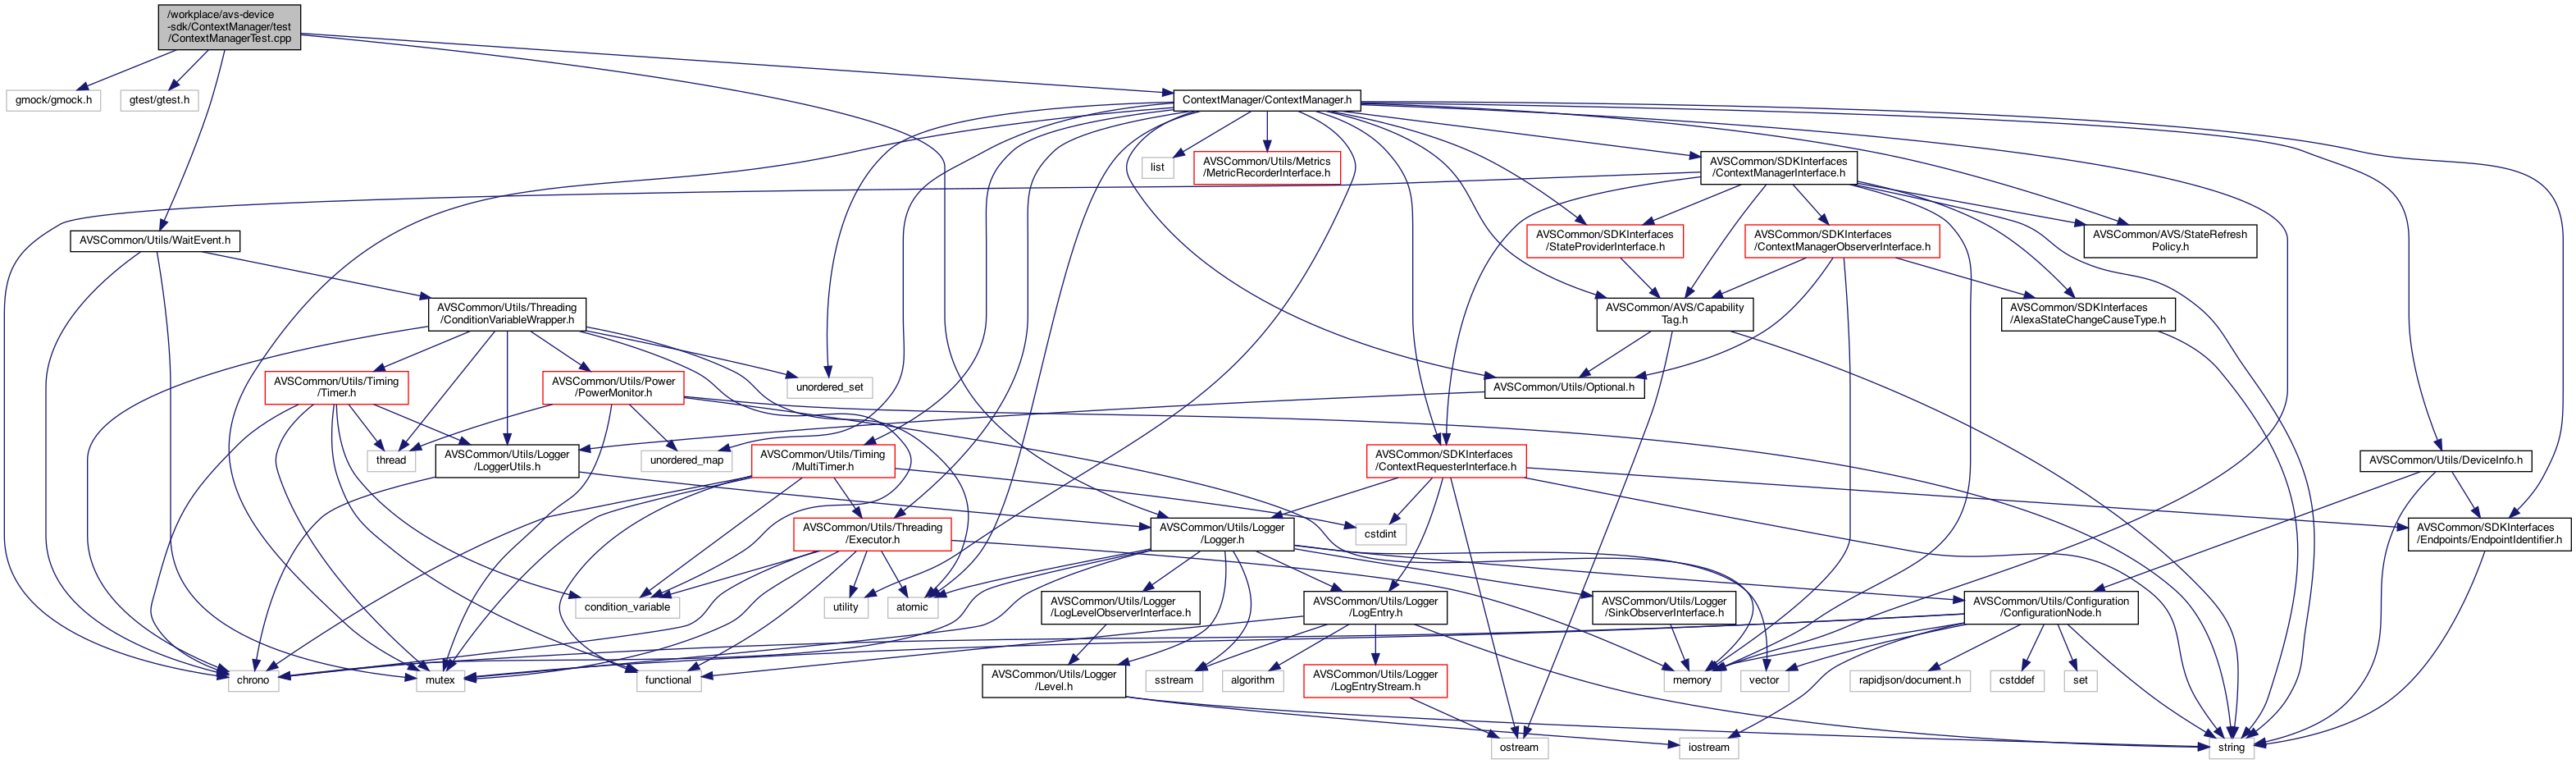 /workplace/avs-device
-sdk/ContextManager/test
/ContextManagerTest.cpp
gmock/gmock.h
gtest/gtest.h
ContextManager/ContextManager.h
list
AVSCommon/Utils/Metrics
/MetricRecorderInterface.h
AVSCommon/SDKInterfaces
/ContextManagerInterface.h
AVSCommon/Utils/WaitEvent.h
AVSCommon/SDKInterfaces
/StateProviderInterface.h
AVSCommon/SDKInterfaces
/ContextManagerObserverInterface.h
AVSCommon/AVS/StateRefresh
Policy.h
AVSCommon/Utils/Threading
/ConditionVariableWrapper.h
AVSCommon/AVS/Capability
Tag.h
AVSCommon/SDKInterfaces
/AlexaStateChangeCauseType.h
AVSCommon/Utils/Timing
/Timer.h
AVSCommon/Utils/Power
/PowerMonitor.h
unordered_set
AVSCommon/Utils/Optional.h
thread
AVSCommon/Utils/Logger
/LoggerUtils.h
unordered_map
AVSCommon/Utils/Timing
/MultiTimer.h
AVSCommon/SDKInterfaces
/ContextRequesterInterface.h
AVSCommon/Utils/DeviceInfo.h
AVSCommon/Utils/Threading
/Executor.h
AVSCommon/Utils/Logger
/Logger.h
cstdint
AVSCommon/SDKInterfaces
/Endpoints/EndpointIdentifier.h
condition_variable
utility
atomic
AVSCommon/Utils/Logger
/LogLevelObserverInterface.h
AVSCommon/Utils/Logger
/LogEntry.h
AVSCommon/Utils/Logger
/SinkObserverInterface.h
AVSCommon/Utils/Configuration
/ConfigurationNode.h
chrono
mutex
functional
AVSCommon/Utils/Logger
/Level.h
sstream
algorithm
AVSCommon/Utils/Logger
/LogEntryStream.h
memory
vector
rapidjson/document.h
cstddef
set
ostream
iostream
string